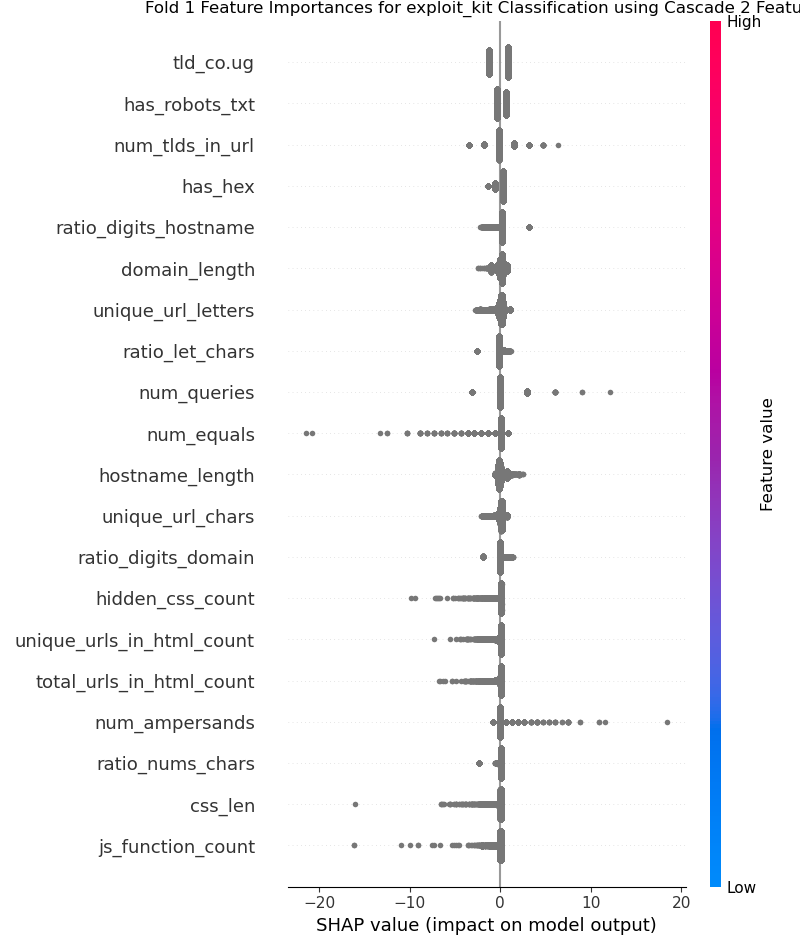 Fold 1 Feature Importances for exploit_kit Classification using Cascade 2 Featu
High
tld_co.ug
has_robots_txt
num_tlds_in_url
has_hex
ratio_digits_hostname
domain_length
unique_url_letters
ratio_let_chars
num_queries
num_equals
hostname_length
unique_url_chars
ratio_digits_domain
hidden_css_count
unique_urls_in_html_count
total_urls_in_html_count
num_ampersands
ratio_nums_chars
css_len
js_function_count
Feature value
Low
−20 −10 0 10 20
SHAP value (impact on model output)